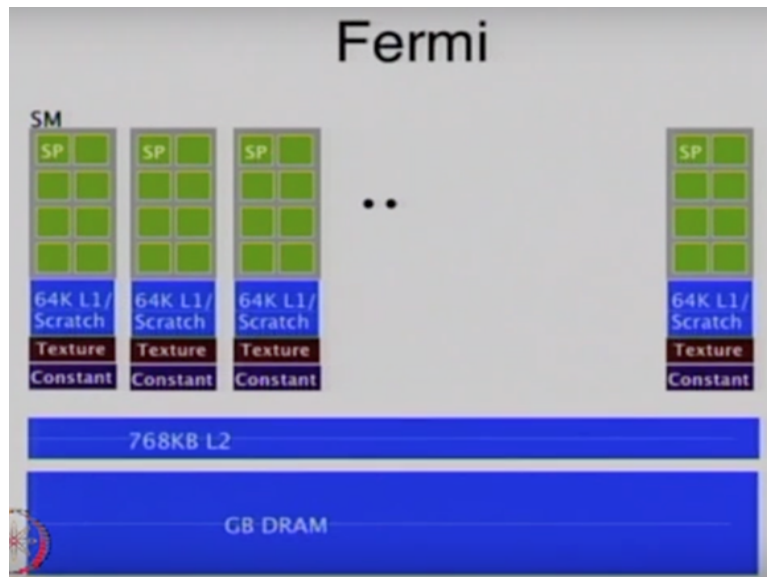 Fermi
SM
SP SP SP SP
64K L1/ 64K L1/ 64K L1/ 64K L1/
Scratch Scratch Scratch Scratch
Texture Texture Texture Texture
Constant Constant Constant Constant
768KB L2
GB DRAM